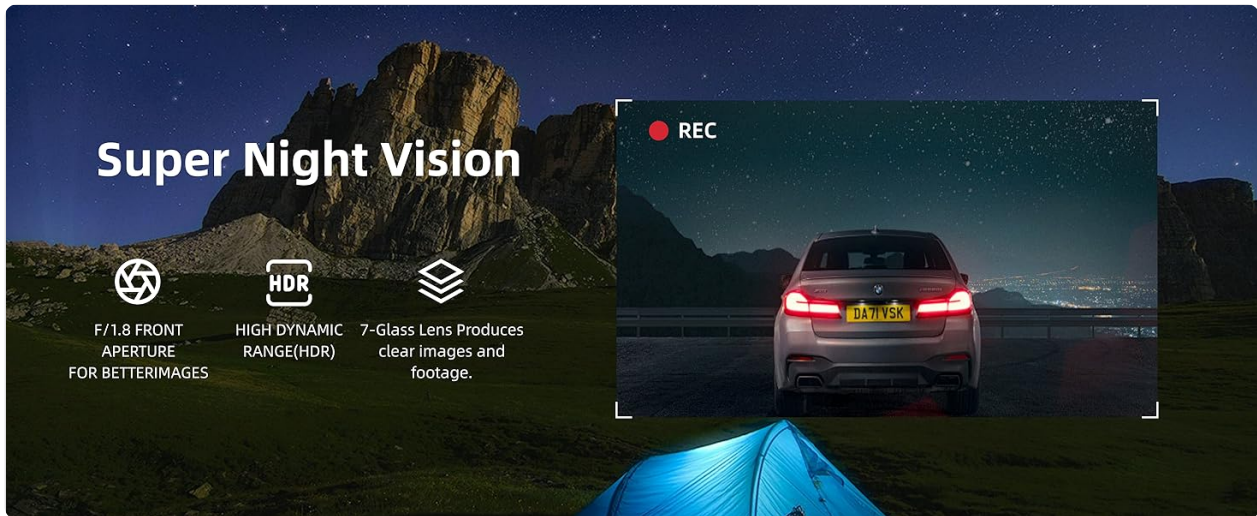 Super Night Vision
F/1.8 FRONT
APERTURE
FOR BETTERIMAGES
HDR
HIGH DYNAMIC
RANGE(HDR)
7-Glass Lens Produces
clear images and
footage.
REC
DA71 VSK